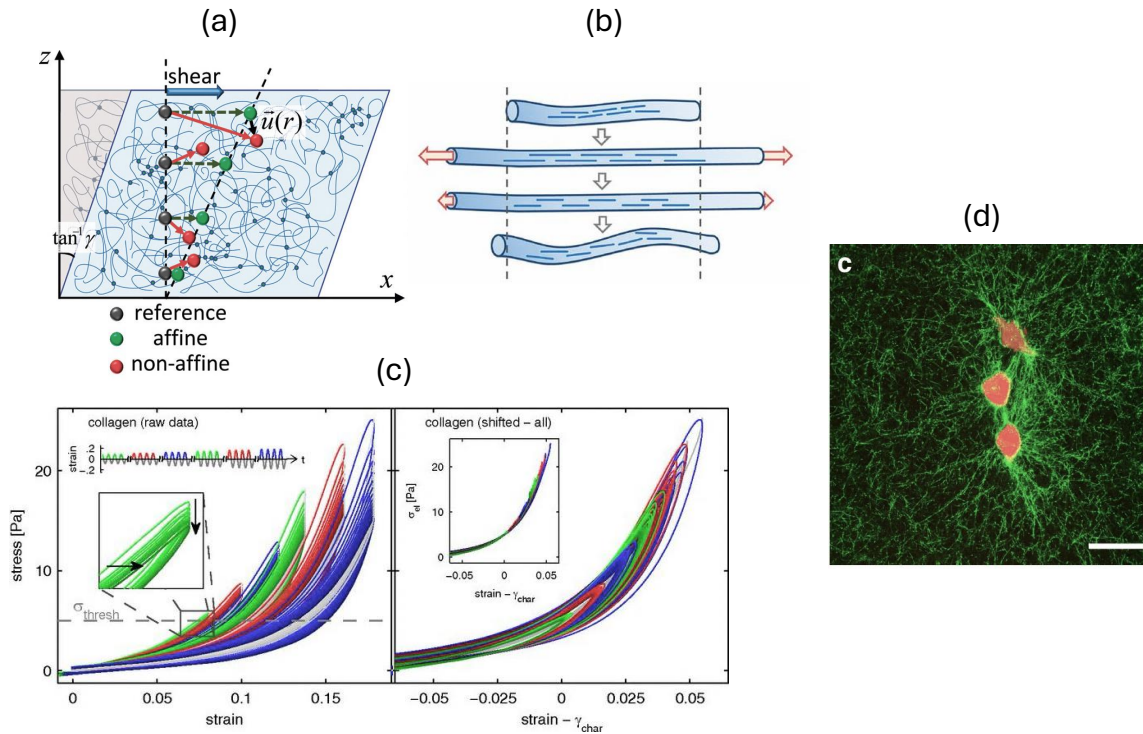 (a)
z
shear
u⃗(r)
tan⁻¹γ
x
reference
affine
non-affine
(b)
(c)
collagen (raw data)
strain
.2
0
-.2
t
σthresh
stress [Pa]
20
10
0
0
0.05
0.1
0.15
strain
collagen (shifted – all)
σel [Pa]
20
10
0
-0.05
0
0.05
strain – γchar
-0.05
-0.025
0
0.025
0.05
strain – γchar
(d)
c